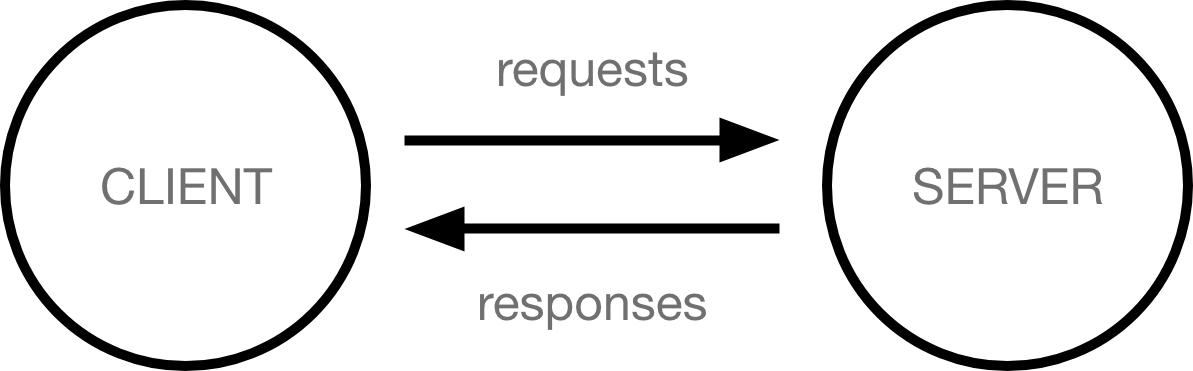 requests
CLIENT
SERVER
responses